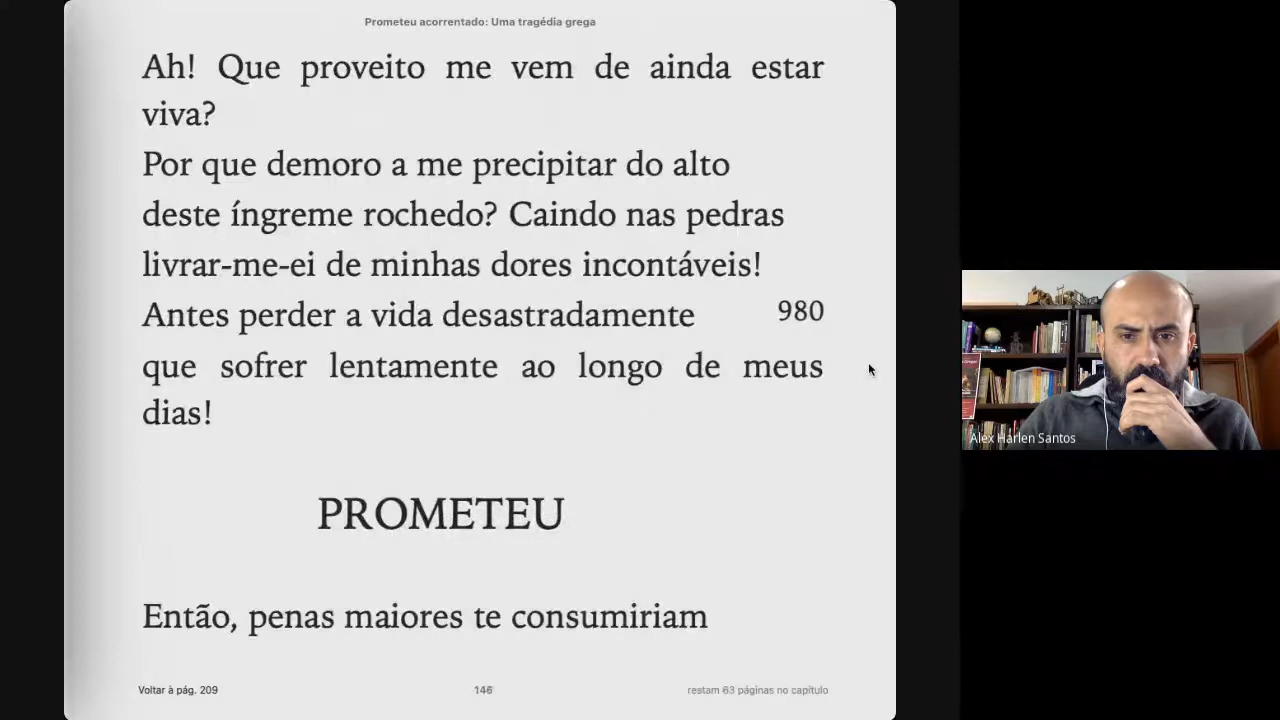 Prometeu acorrentado: Uma tragédia grega
Ah! Que proveito me vem de ainda estar
viva?
Por que demoro a me precipitar do alto
deste íngreme rochedo? Caindo nas pedras
livrar-me-ei de minhas dores incontáveis!
Antes perder a vida desastradamente 980
que sofrer lentamente ao longo de meus
dias!
PROMETEU
Então, penas maiores te consumiriam
Voltar à pág. 209 146 restam 63 páginas no capítulo
Alex Harlen Santos